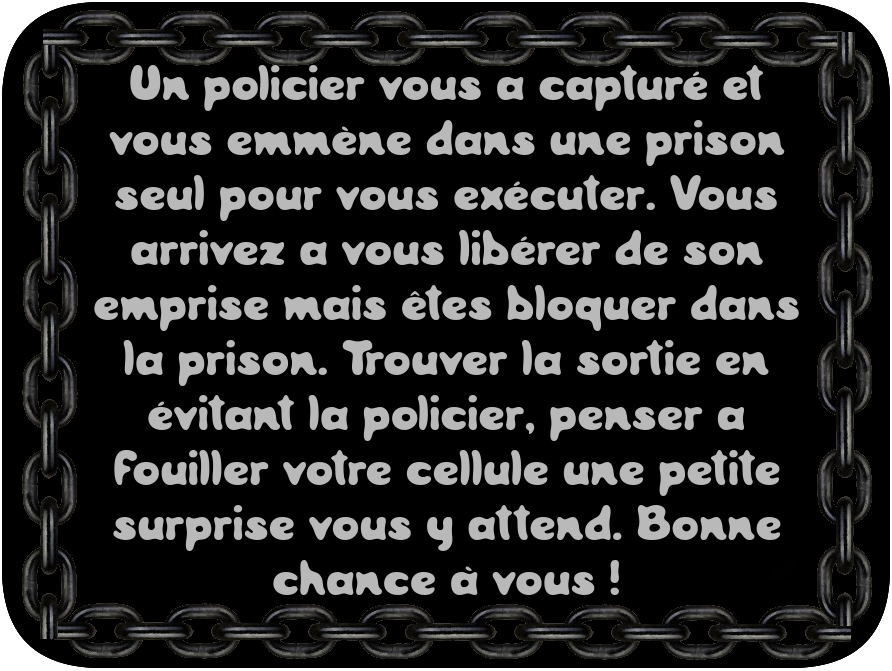 Un policier vous a capturé et
vous emmène dans une prison
seul pour vous exécuter. Vous
arrivez a vous libérer de son
emprise mais êtes bloquer dans
la prison. Trouver la sortie en
évitant la policier, penser a
fouiller votre cellule une petite
surprise vous y attend. Bonne
chance à vous !